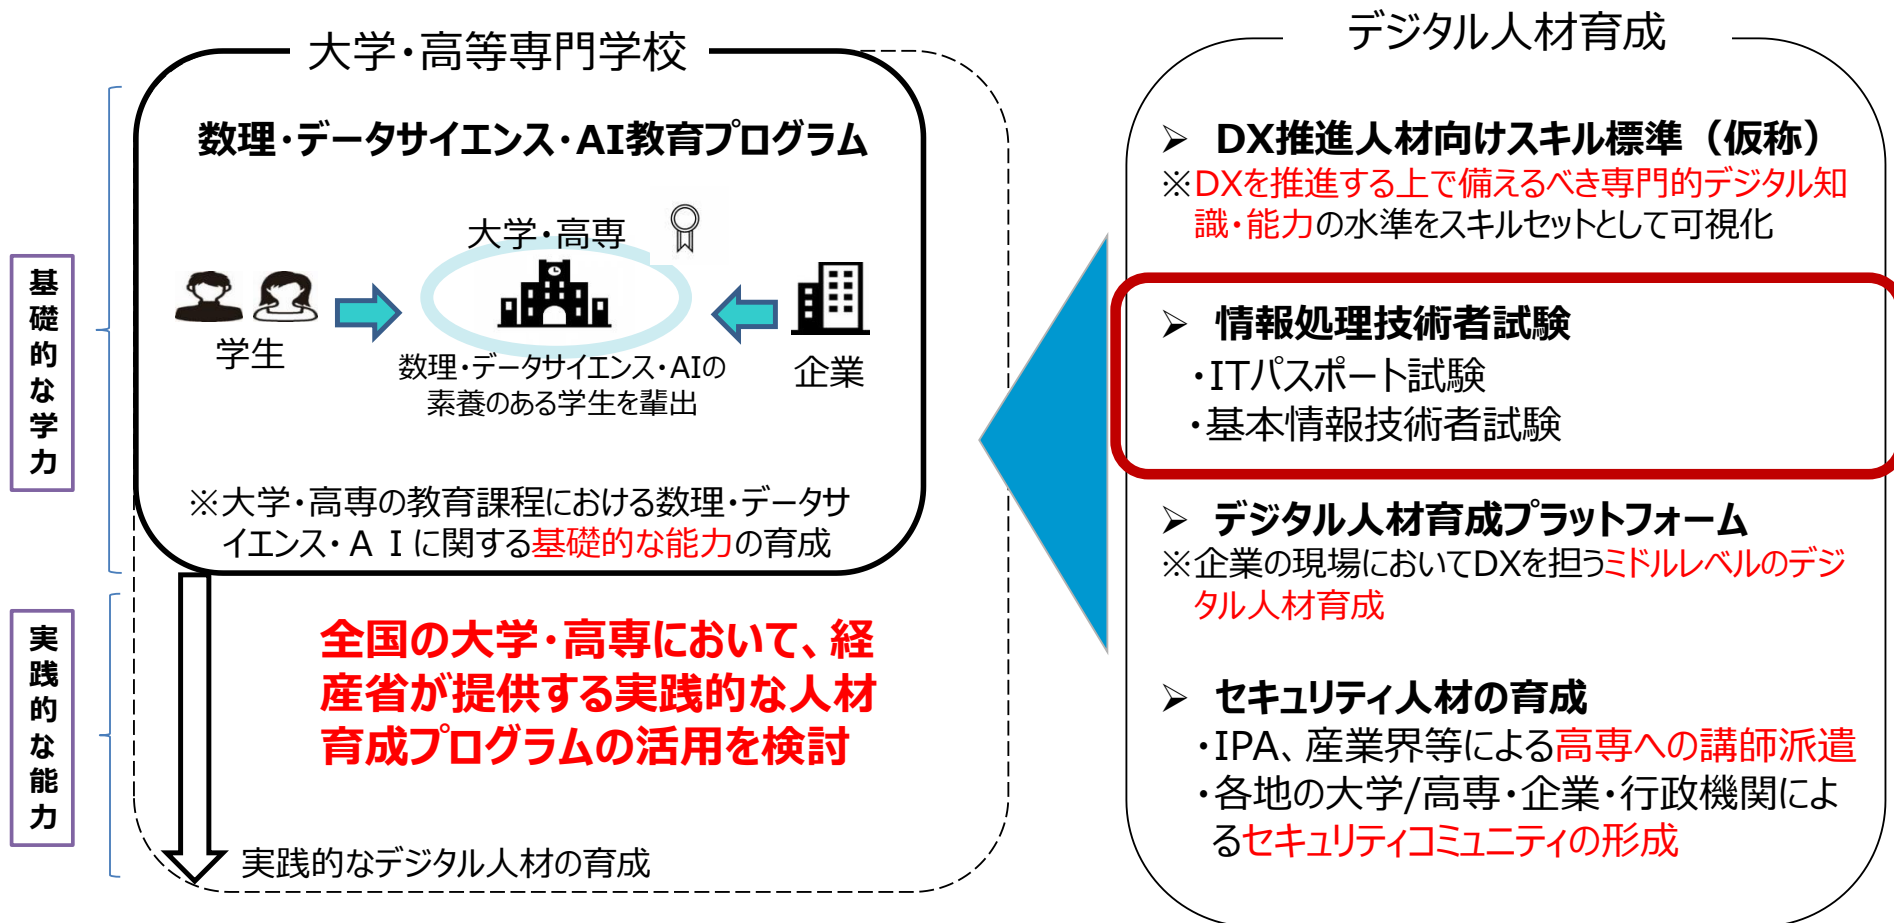 大学・高等専門学校
数理・データサイエンス・AI教育プログラム
大学・高専
学生
数理・データサイエンス・AIの
素養のある学生を輩出
企業
※大学・高専の教育課程における数理・データサ
イエンス・ＡＩに関する基礎的な能力の育成
基礎的な学力
全国の大学・高専において、経
産省が提供する実践的な人材
育成プログラムの活用を検討
実践的な能力
実践的なデジタル人材の育成
デジタル人材育成
➢ DX推進人材向けスキル標準（仮称）
※DXを推進する上で備えるべき専門的デジタル知
識・能力の水準をスキルセットとして可視化
➢ 情報処理技術者試験
・ITパスポート試験
・基本情報技術者試験
➢ デジタル人材育成プラットフォーム
※企業の現場においてDXを担うミドルレベルのデジ
タル人材育成
➢ セキュリティ人材の育成
・IPA、産業界等による高専への講師派遣
・各地の大学/高専・企業・行政機関によ
るセキュリティコミュニティの形成